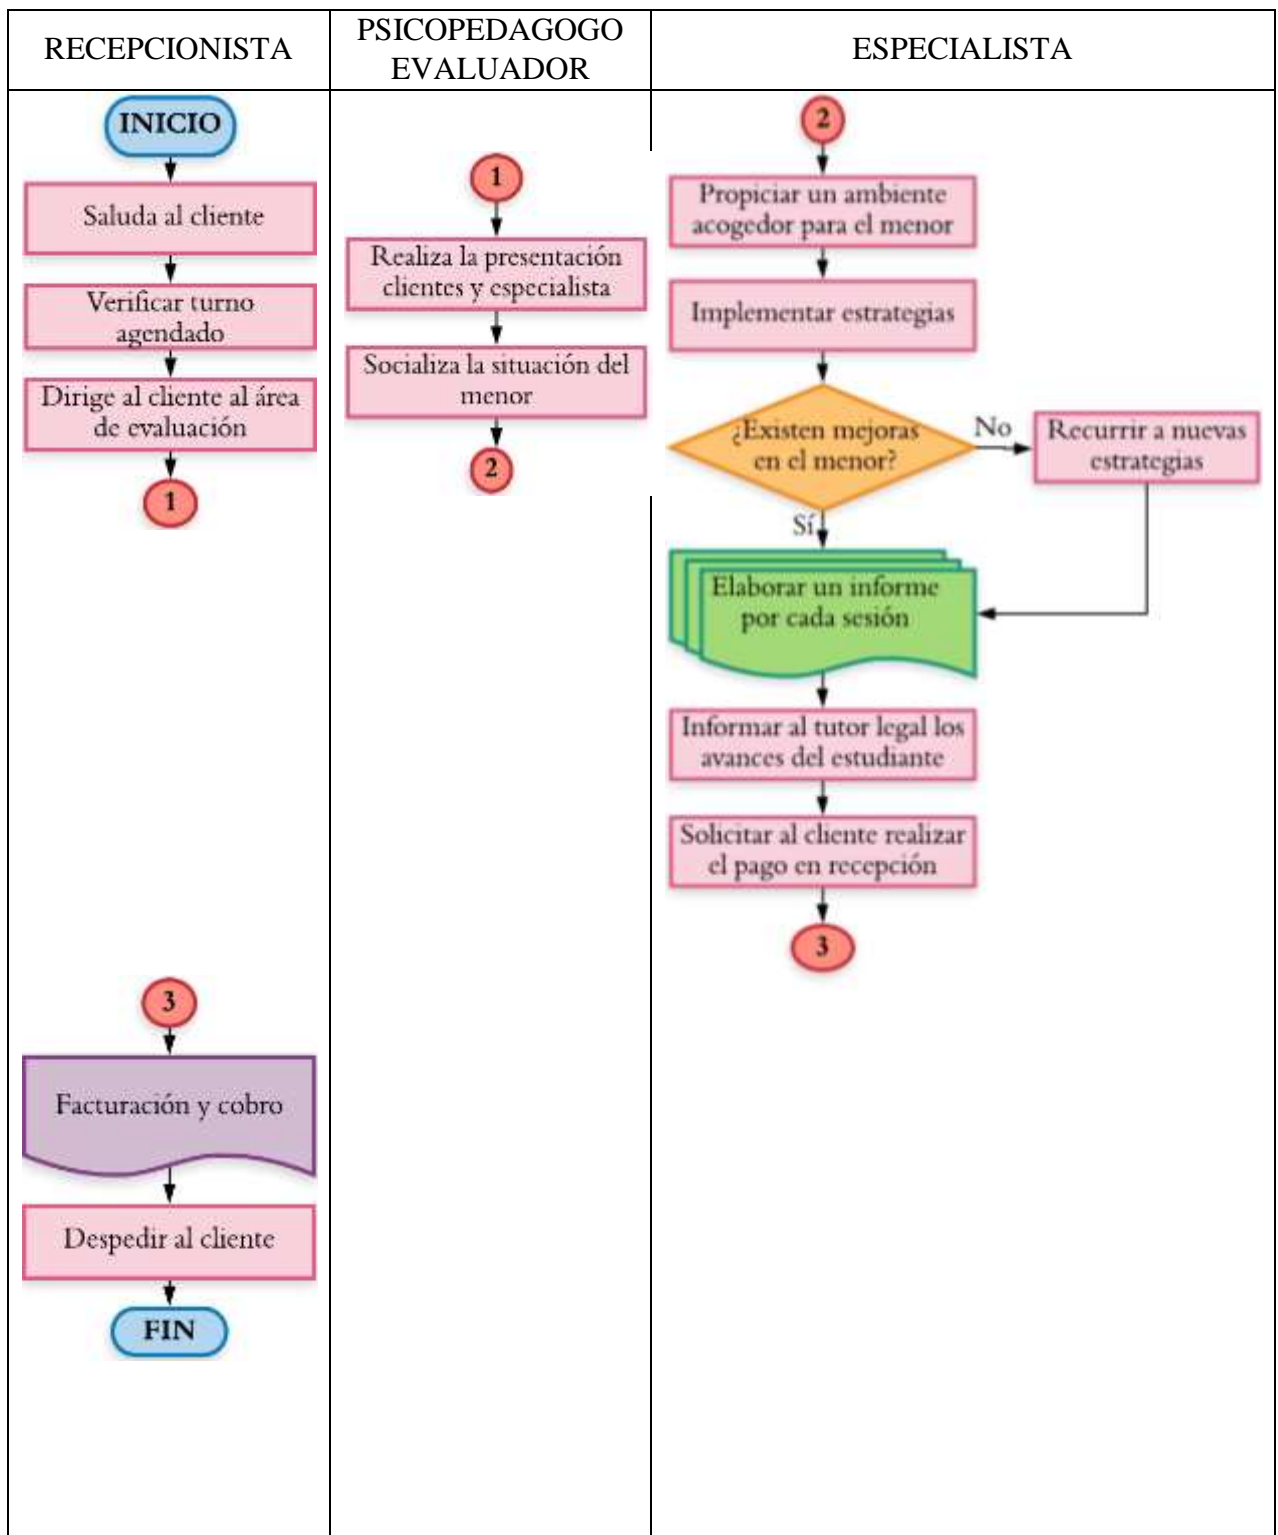 RECEPCIONISTA
PSICOPEDAGOGO
EVALUADOR
ESPECIALISTA
INICIO
Saluda al cliente
Verificar turno
agendado
Dirige al cliente al área
de evaluación
1
1
Realiza la presentación
clientes y especialista
Socializa la situación del
menor
2
2
Propiciar un ambiente
acogedor para el menor
Implementar estrategias
¿Existen mejoras
en el menor?
No
Recurrir a nuevas
estrategias
Sí
Elaborar un informe
por cada sesión
Informar al tutor legal los
avances del estudiante
Solicitar al cliente realizar
el pago en recepción
3
3
Facturación y cobro
Despedir al cliente
FIN